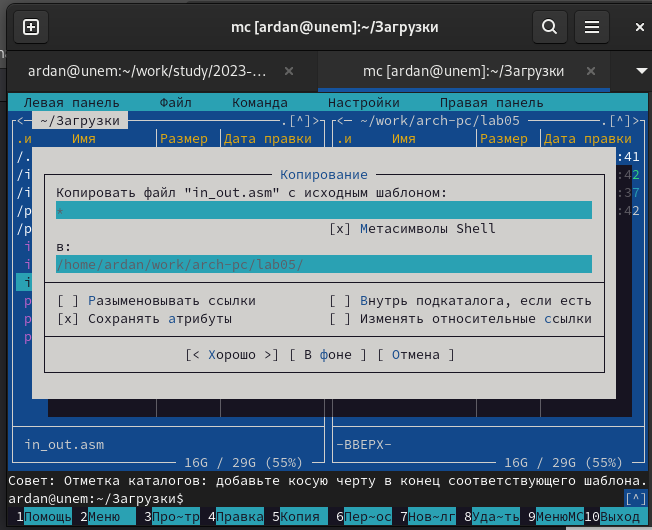 mc [ardan@unem]:~/Загрузки
ardan@unem:~/work/study/2023-... × mc [ardan@unem]:~/Загрузки ×
Левая панель Файл Команда Настройки Правая панель
<— ~/Загрузки .[^]> <— ~/work/arch-pc/lab05 .[^]>
.и Имя Размер Дата правки .и Имя Размер Дата правки
/. :41
/i :42
/i :37
/p :42
/p
i
i
i
p
p
p
Копирование
Копировать файл "in_out.asm" с исходным шаблоном:
*
[x] Метасимволы Shell
в:
/home/ardan/work/arch-pc/lab05/
[ ] Разыменовывать ссылки [ ] Внутрь подкаталога, если есть
[x] Сохранять атрибуты [ ] Изменять относительные ссылки
[< Хорошо >] [ В фоне ] [ Отмена ]
in_out.asm -ВВЕРХ-
16G / 29G (55%) 16G / 29G (55%)
Совет: Отметка каталогов: добавьте косую черту в конец соответствующего шаблона.
ardan@unem:~/Загрузки$ [^]
1Помощь 2Меню 3Про~тр 4Правка 5Копия 6Пер~ос 7Нов~лг 8Уда~ть 9МенюMC 10Выход